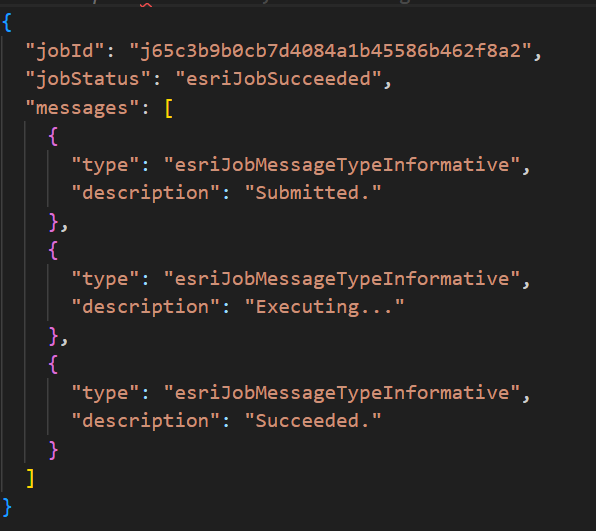 {
"jobId": "j65c3b9b0cb7d4084a1b45586b462f8a2",
"jobStatus": "esriJobSucceeded",
"messages": [
{
"type": "esriJobMessageTypeInformative",
"description": "Submitted."
},
{
"type": "esriJobMessageTypeInformative",
"description": "Executing..."
},
{
"type": "esriJobMessageTypeInformative",
"description": "Succeeded."
}
]
}